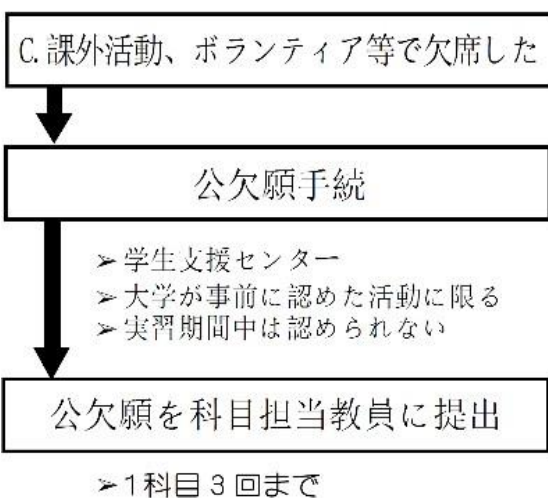 C.課外活動、ボランティア等で欠席した
公欠願手続
➢学生支援センター
➢大学が事前に認めた活動に限る
➢実習期間中は認められない
公欠願を科目担当教員に提出
➢1科目3回まで